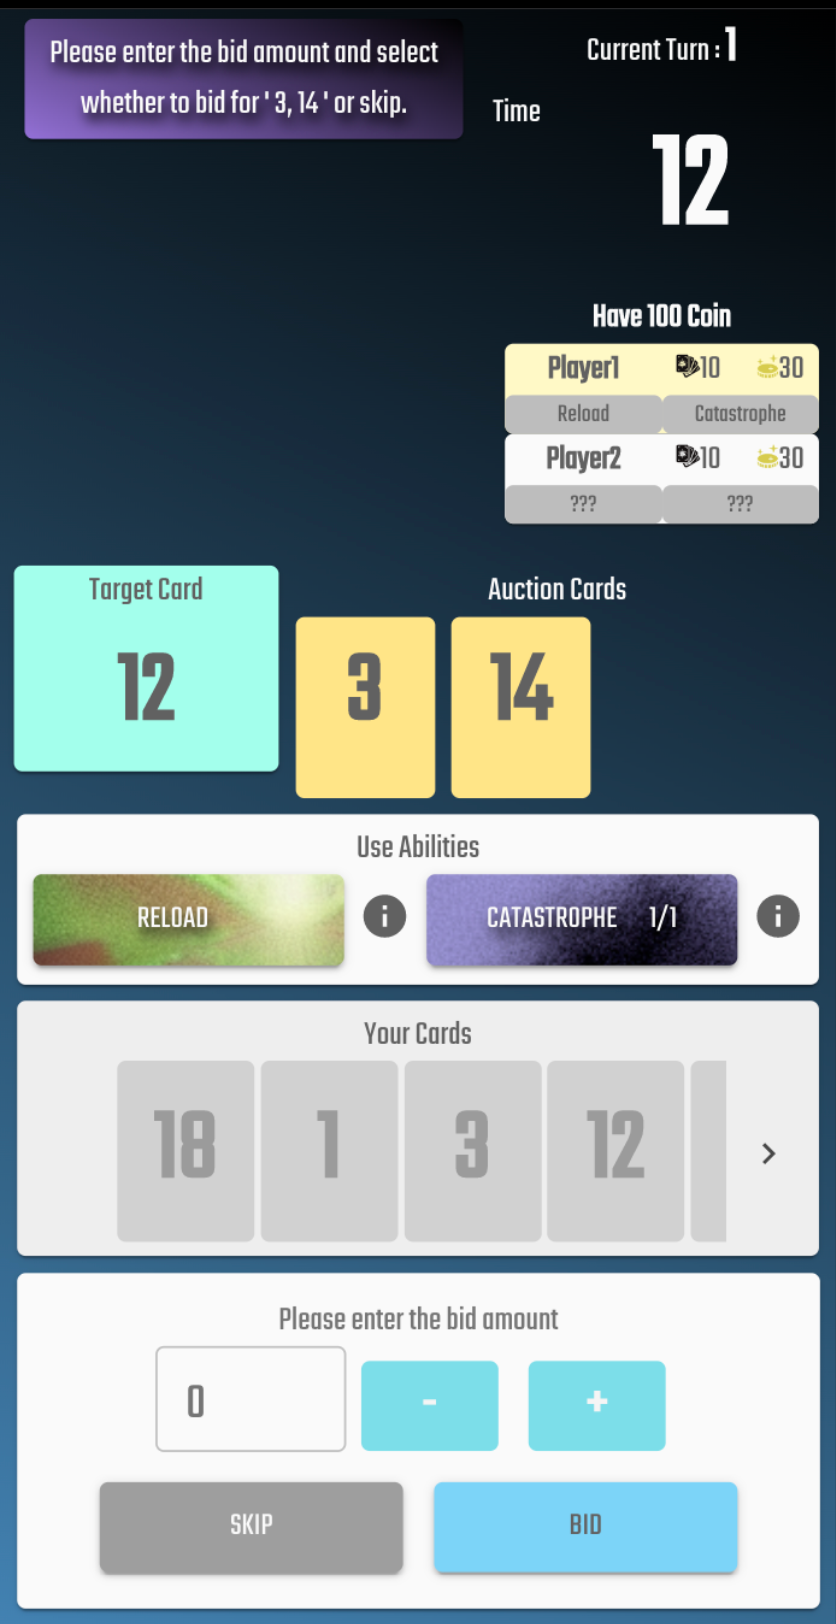 Please enter the bid amount and select
whether to bid for ' 3, 14 ' or skip.
Current Turn : 1
Time
12
Have 100 Coin
Player1 10 30
Reload Catastrophe
Player2 10 30
??? ???
Target Card
12
Auction Cards
3 14
Use Abilities
RELOAD i CATASTROPHE 1/1 i
Your Cards
18 1 3 12
Please enter the bid amount
0 - +
SKIP BID